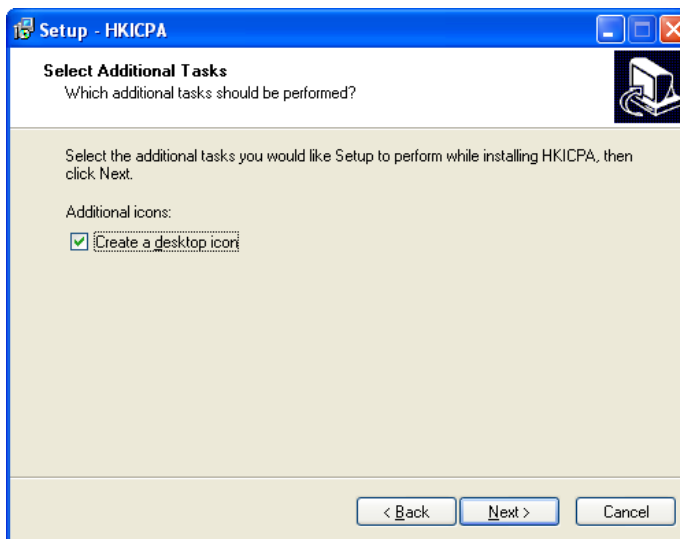 Setup - HKICPA
Select Additional Tasks
Which additional tasks should be performed?
Select the additional tasks you would like Setup to perform while installing HKICPA, then
click Next.
Additional icons:
Create a desktop icon
< Back
Next >
Cancel